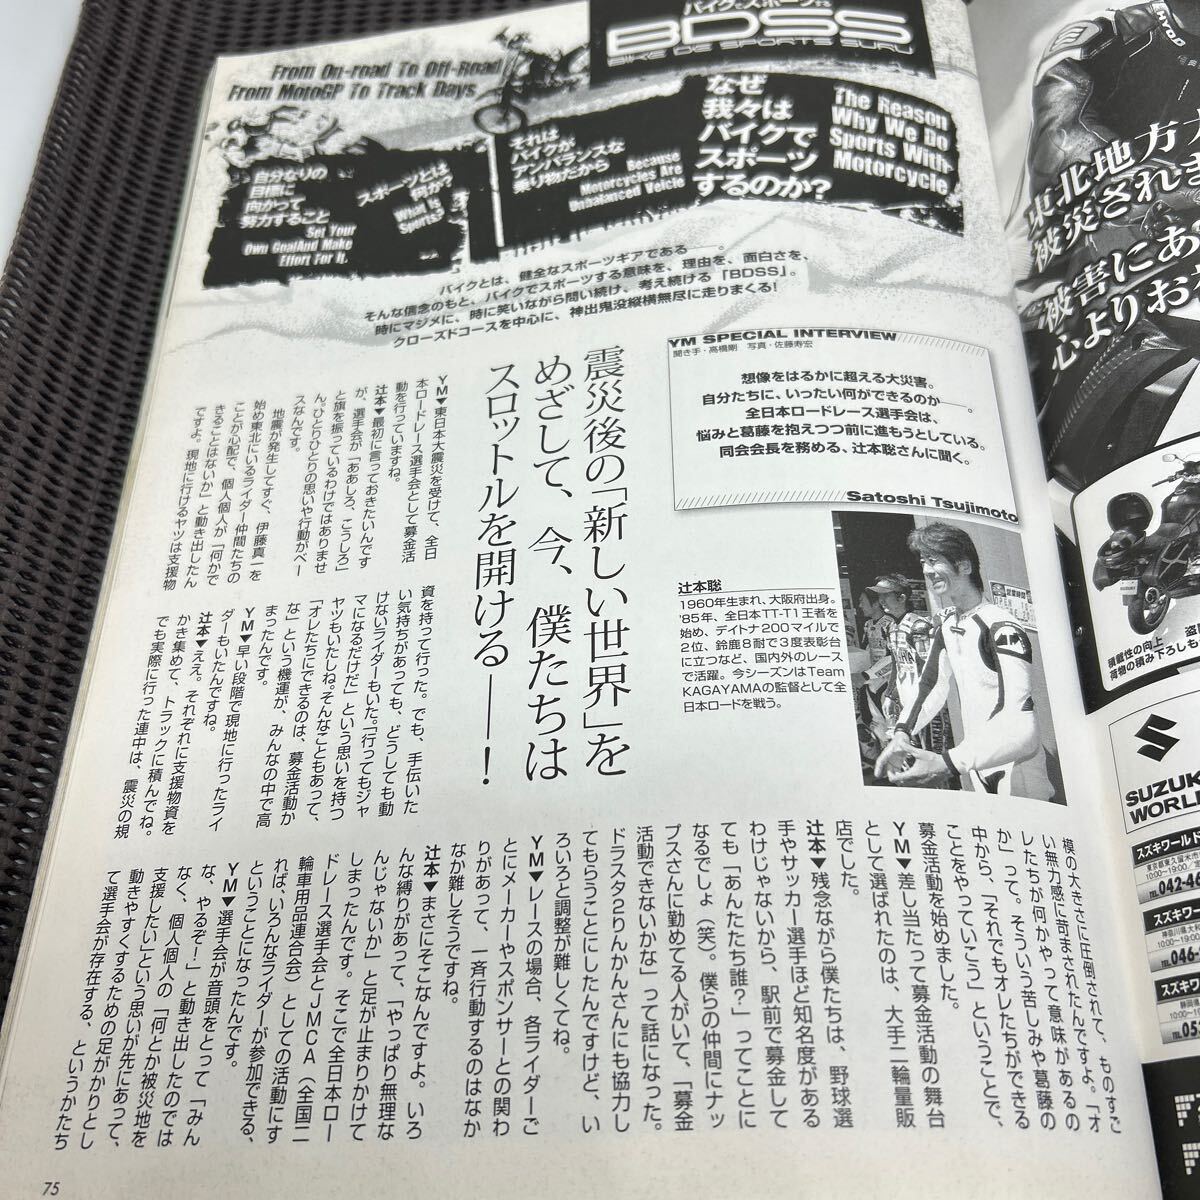 バイクでスポーツする
BDSS
BIKE DE SPORTS SURU
From On-road To Off-Road
From MotoGP To Track Days
なぜ
我々は
バイクで
スポーツ
するのか?
The Reason
Why We Do
Sports With
Motorcycle
それは
バイクが
アンバランスな
乗り物だから
Because
Motorcycles Are
Unbalanced Veicle
スポーツとは
何か?
What is
Sports?
自分なりの
目標に
向かって
努力すること
Set Your
Own GoalAnd Make
Effort For It.
バイクとは、健全なスポーツギアである――。
そんな信念のもと、バイクでスポーツする意味を、理由を、面白さを、
時にマジメに、時に笑いながら問い続け、考え続ける「BDSS」。
クローズドコースを中心に、神出鬼没縦横無尽に走りまくる!
YM SPECIAL INTERVIEW
聞き手・高橋剛 写真・佐藤寿宏
想像をはるかに超える大災害。
自分たちに、いったい何ができるのか――。
全日本ロードレース選手会は、
悩みと葛藤を抱えつつ前に進もうとしている。
同会会長を務める、辻本聡さんに聞く。
Satoshi Tsujimoto
震災後の「新しい世界」を
めざして、今、僕たちは
スロットルを開ける――!
辻本聡
1960年生まれ、大阪府出身。
'85年、全日本TT-T1王者を
始め、デイトナ200マイルで
2位、鈴鹿8耐で3度表彰台
に立つなど、国内外のレース
で活躍。今シーズンはTeam
KAGAYAMAの監督として全
日本ロードを戦う。
YM▼東日本大震災を受けて、全日
本ロードレース選手会として募金活
動を行っていますね。
辻本▼最初に言っておきたいんです
が、選手会が「ああしろ、こうしろ」
と旗を振っているわけではありませ
ん。ひとりひとりの思いや行動がベー
スなんです。
地震が発生してすぐ、伊藤真一を
始め東北にいるライダー仲間たちの
ことが心配で、個人個人が「何かで
きることはないか」と動き出したん
ですよ。現地に行けるヤツは支援物
資を持って行った。でも、手伝いた
い気持ちがあっても、どうしても動
けないライダーもいた。「行ってもジャ
マになるだけだ」という思いを持つ
ヤツもいたしね。そんなこともあって、
「オレたちにできるのは、募金活動か
な」という機運が、みんなの中で高
まったんです。
YM▼早い段階で現地に行ったライ
ダーもいたんですね。
辻本▼ええ。それぞれに支援物資を
かき集めて、トラックに積んでね。
でも実際に行った連中は、震災の規
模の大きさに圧倒されて、ものすご
い無力感に苛まされたんですよ。「オ
レたちが何かやって意味があるの
か」って。そういう苦しみや葛藤の
中から、「それでもオレたちができる
ことをやっていこう」ということで、
募金活動を始めました。
YM▼差し当たって募金活動の舞台
として選ばれたのは、大手二輪量販
店でした。
辻本▼残念ながら僕たちは、野球選
手やサッカー選手ほど知名度がある
わけじゃないから、駅前で募金して
ても「あんたたち誰?」ってことに
なるでしょ(笑)。僕らの仲間にナッ
プスさんに勤めてる人がいて、「募金
活動できないかな」って話になった。
ドラスタ2りんかんさんにも協力し
てもらうことにしたんですけど、い
ろいろと調整が難しくてね。
YM▼レースの場合、各ライダーご
とにメーカーやスポンサーとの関わ
りがあって、一斉行動するのはなか
なか難しそうですね。
辻本▼まさにそこなんですよ。いろ
んな縛りがあって、「やっぱり無理な
んじゃないか」と足が止まりかけて
しまったんです。そこで全日本ロー
ドレース選手会とJMCA(全国二
輪車用品連合会)としての活動にす
れば、いろんなライダーが参加できる、
ということになったんです。
YM▼選手会が音頭をとって「みん
な、やるぞ!」と動き出したのでは
なく、個人個人の「何とか被災地を
支援したい」という思いが先にあって、
動きやすくするための足がかりとし
て選手会が存在する、というかたち
75
東北地方
被災されま
被害にあ
心よりお
積載性の向上
荷物の積み下ろしも
SUZUK
WORL
スズキワールド
10:00~19:00
TEL 042-46
スズキワ
10:00~19:00
TEL 046-
スズキワ
TEL 05